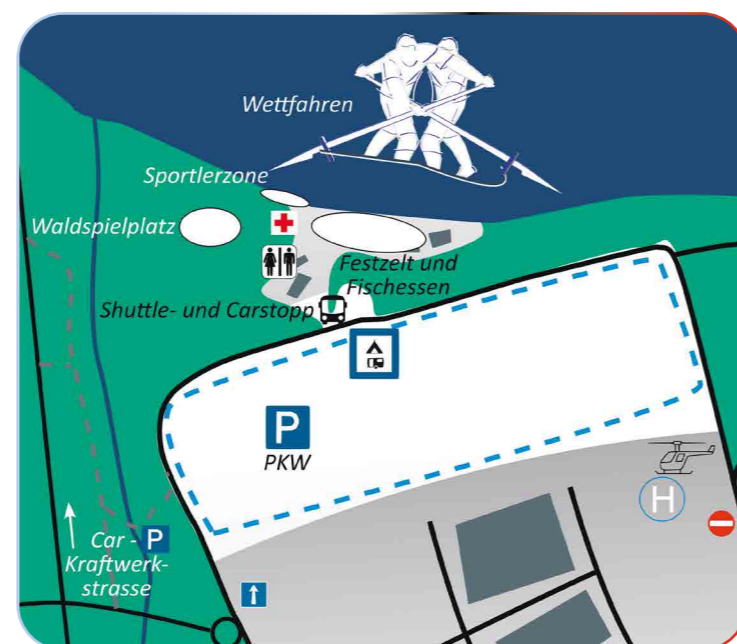 Wettfahren
Sportlerzone
Waldspielplatz
Festzelt und
Fischessen
Shuttle- und Carstopp
P
PKW
H
Car - P
Kraftwerk-
strasse